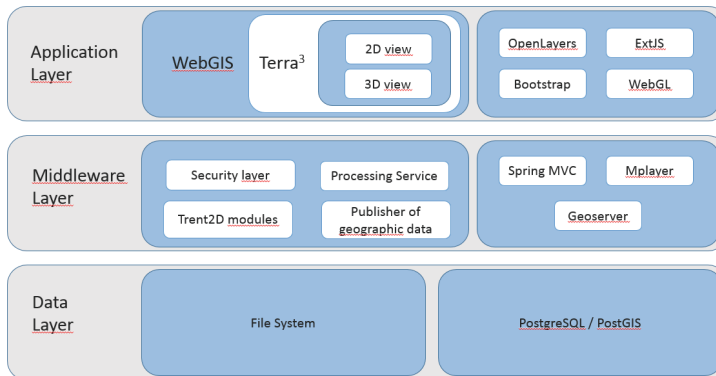 Application
Layer
WebGIS
Terra³
2D view
3D view
OpenLayers
ExtJS
Bootstrap
WebGL
Middleware
Layer
Security layer
Processing Service
Trent2D modules
Publisher of
geographic data
Spring MVC
Mplayer
Geoserver
Data
Layer
File System
PostgreSQL / PostGIS